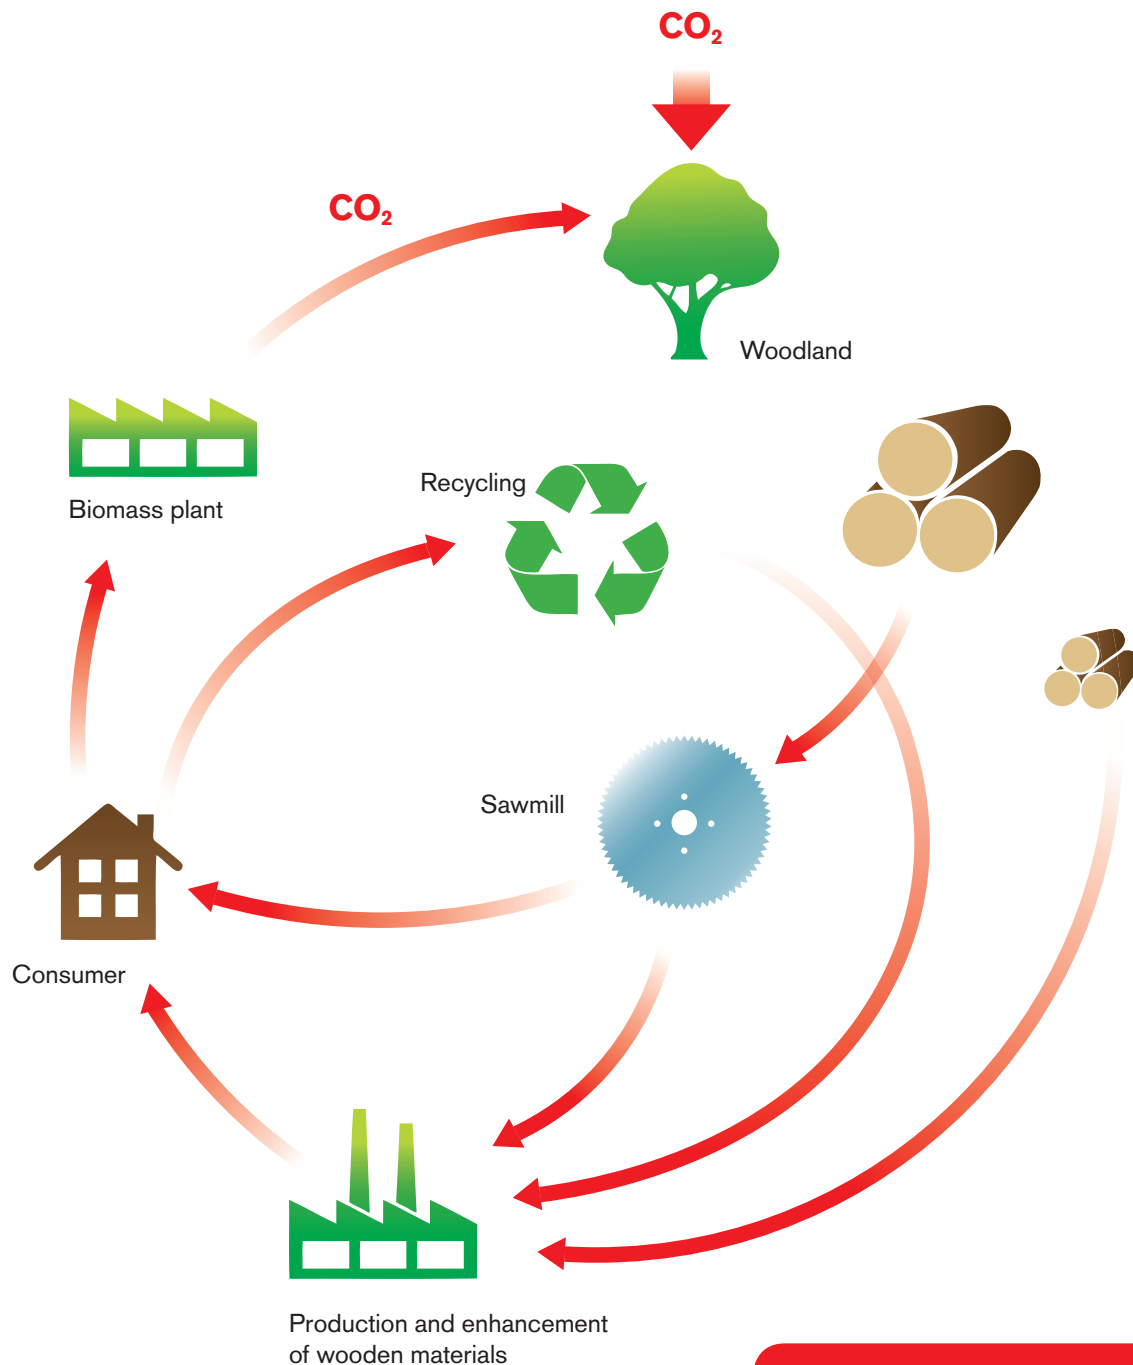 CO₂
CO₂
Woodland
Recycling
Biomass plant
Sawmill
Consumer
Production and enhancement
of wooden materials